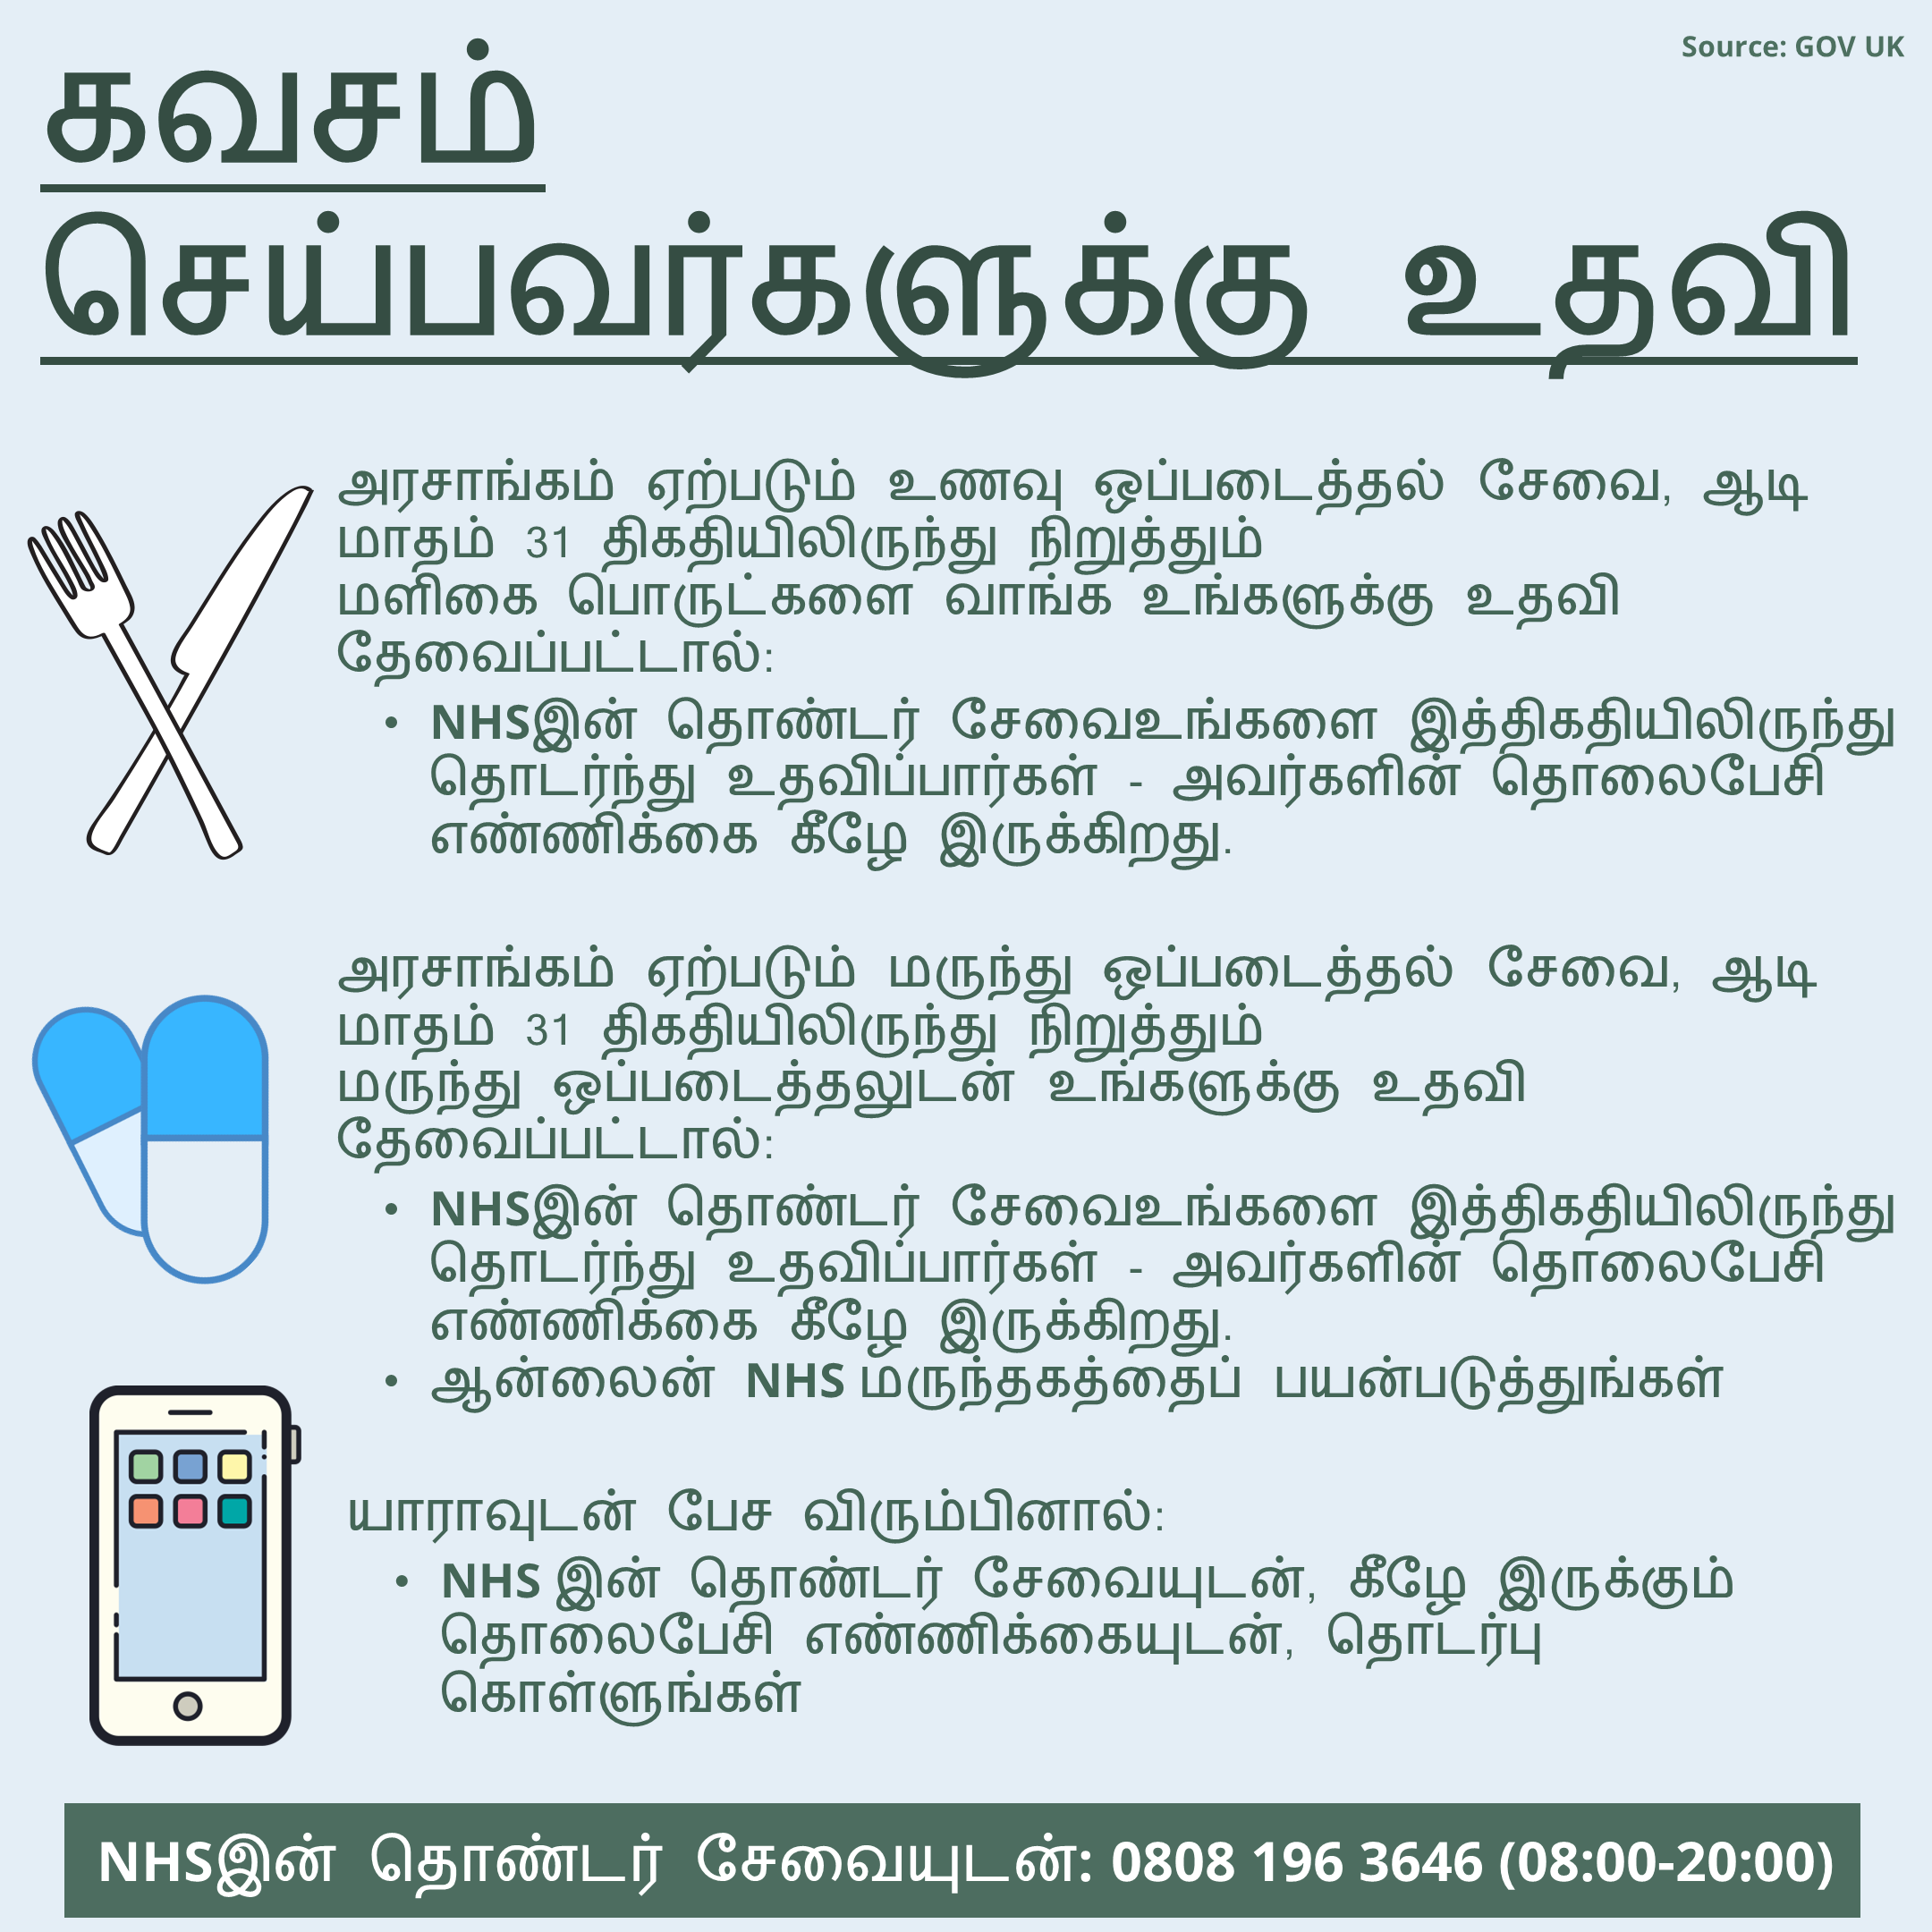 Source: GOV UK
கவசம்
செய்பவர்களுக்கு உதவி
அரசாங்கம் ஏற்படும் உணவு ஒப்படைத்தல் சேவை, ஆடி
மாதம் 31 திகதியிலிருந்து நிறுத்தும்
மளிகை பொருட்களை வாங்க உங்களுக்கு உதவி
தேவைப்பட்டால்:
• NHSஇன் தொண்டர் சேவைஉங்களை இத்திகதியிலிருந்து
தொடர்ந்து உதவிப்பார்கள் - அவர்களின் தொலைபேசி
எண்ணிக்கை கீழே இருக்கிறது.
அரசாங்கம் ஏற்படும் மருந்து ஒப்படைத்தல் சேவை, ஆடி
மாதம் 31 திகதியிலிருந்து நிறுத்தும்
மருந்து ஒப்படைத்தலுடன் உங்களுக்கு உதவி
தேவைப்பட்டால்:
• NHSஇன் தொண்டர் சேவைஉங்களை இத்திகதியிலிருந்து
தொடர்ந்து உதவிப்பார்கள் - அவர்களின் தொலைபேசி
எண்ணிக்கை கீழே இருக்கிறது.
• ஆன்லைன் NHS மருந்தகத்தைப் பயன்படுத்துங்கள்
யாராவுடன் பேச விரும்பினால்:
• NHS இன் தொண்டர் சேவையுடன், கீழே இருக்கும்
தொலைபேசி எண்ணிக்கையுடன், தொடர்பு
கொள்ளுங்கள்
NHSஇன் தொண்டர் சேவையுடன்: 0808 196 3646 (08:00-20:00)